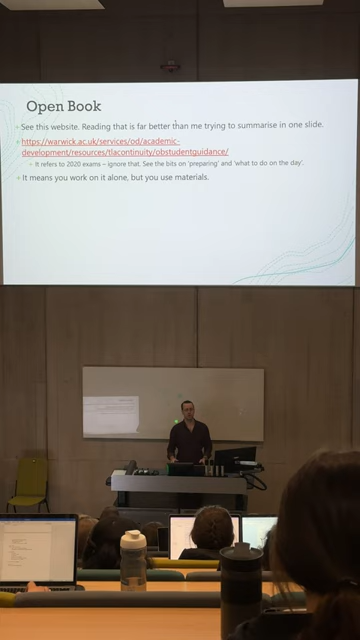 Open Book
See this website. Reading that is far better than me trying to summarise in one slide.
https://warwick.ac.uk/services/od/academic-
development/resources/tlacontinuity/obstudentguidance/
It refers to 2020 exams – ignore that. See the bits on 'preparing' and 'what to do on the day'.
It means you work on it alone, but you use materials.